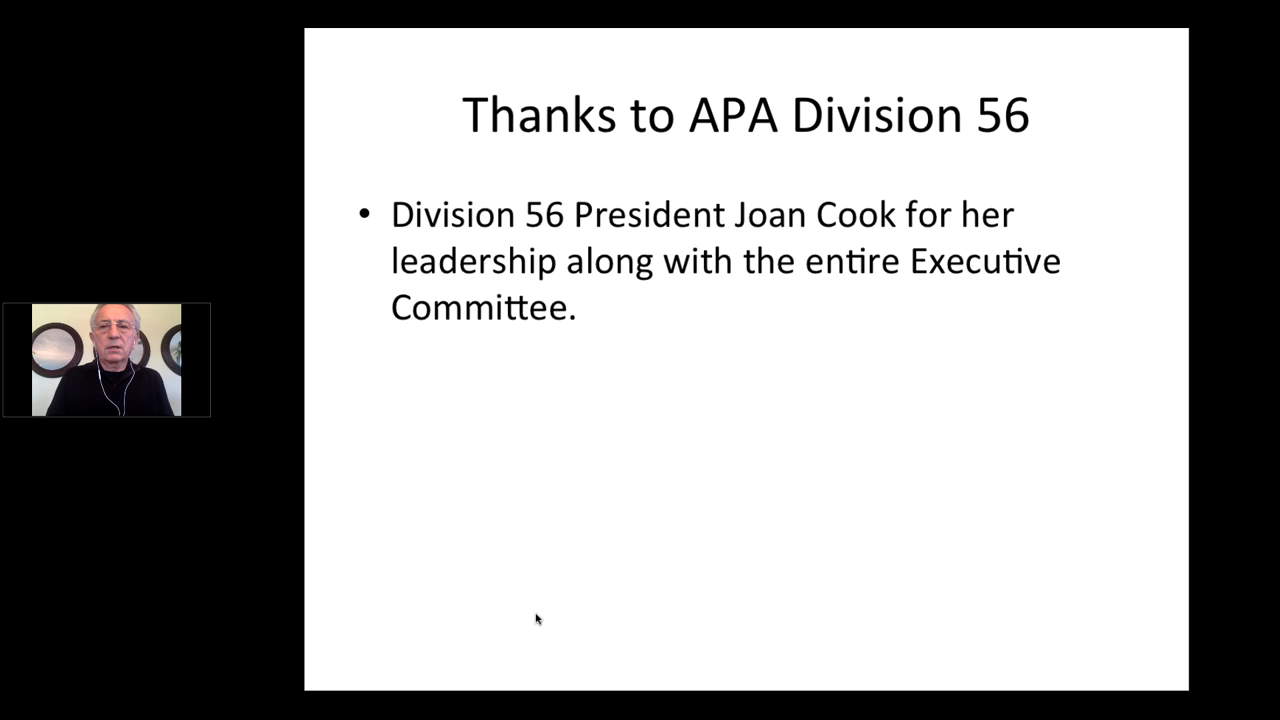 Thanks to APA Division 56
• Division 56 President Joan Cook for her
leadership along with the entire Executive
Committee.